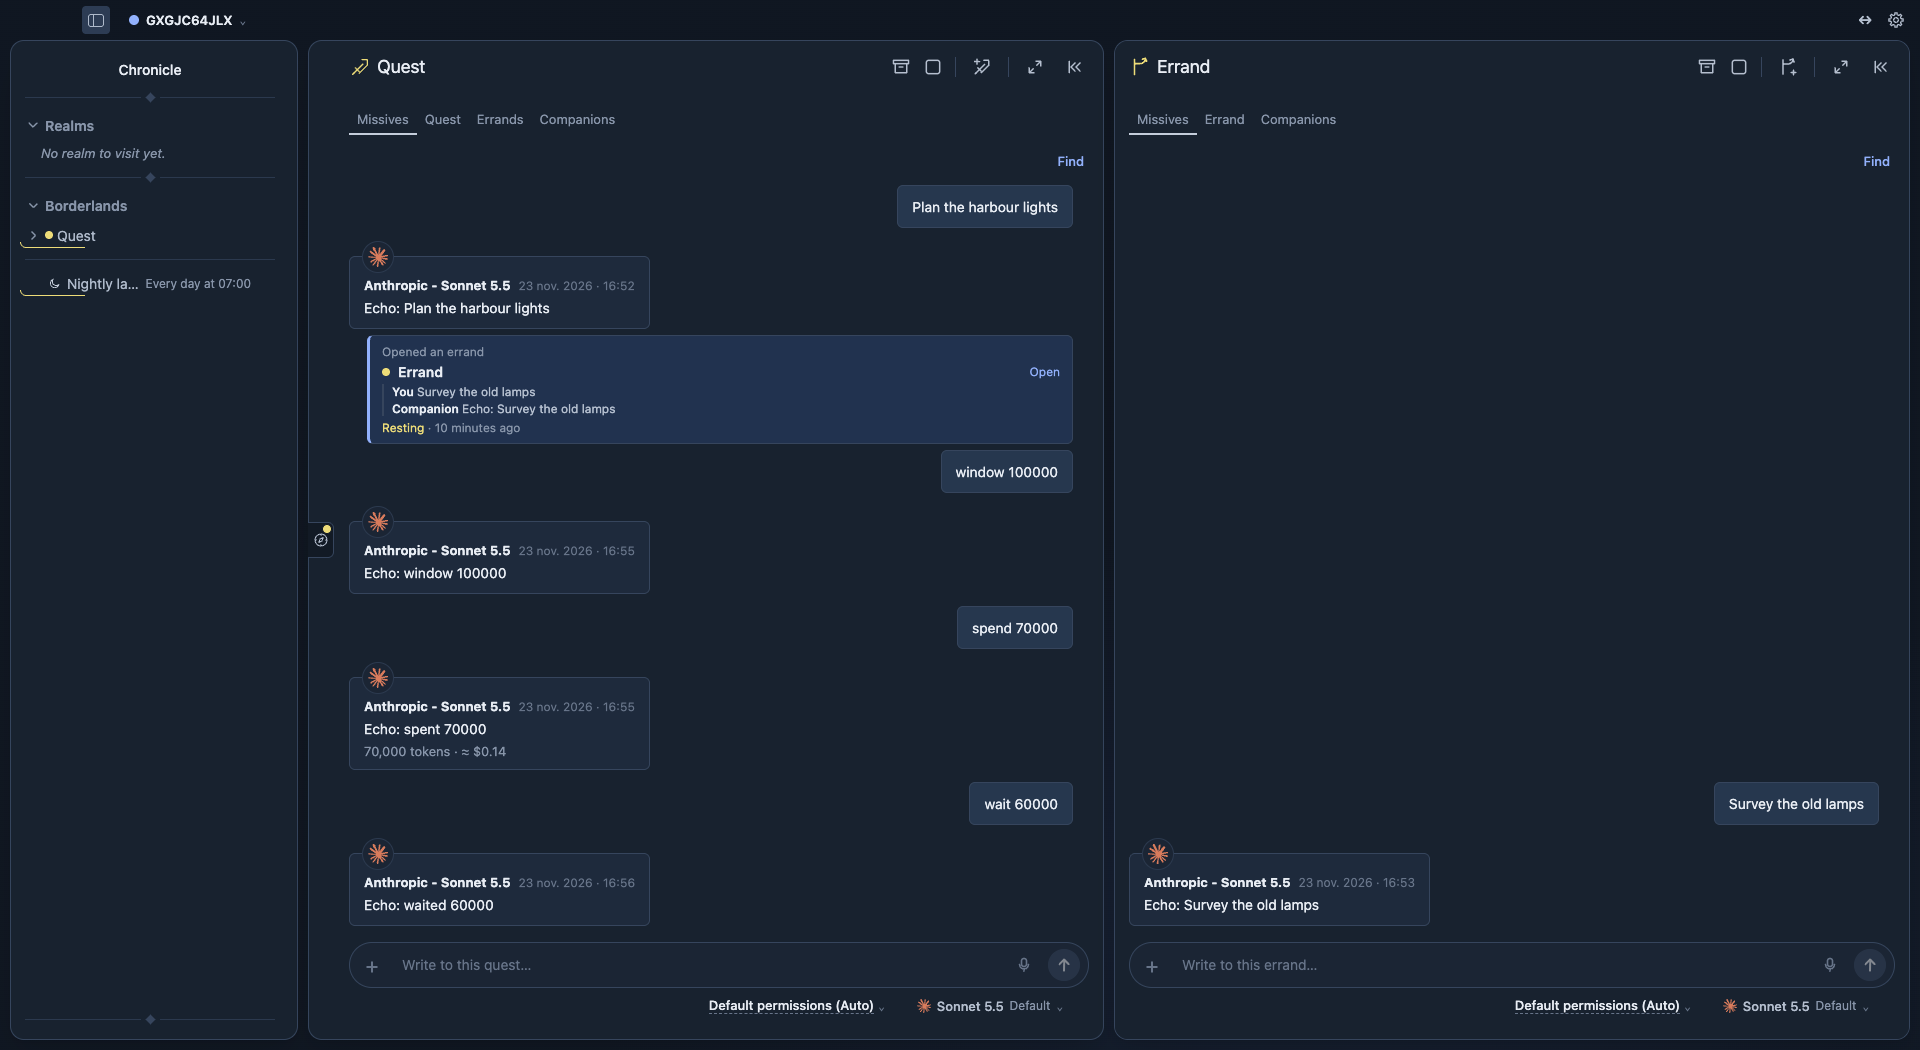 GXGJC64JLX
Chronicle
Realms
No realm to visit yet.
Borderlands
Quest
Nightly la... Every day at 07:00
Quest
Missives Quest Errands Companions
Find
Plan the harbour lights
Anthropic - Sonnet 5.5 23 nov. 2026 · 16:52
Echo: Plan the harbour lights
Opened an errand
Errand Open
You Survey the old lamps
Companion Echo: Survey the old lamps
Resting · 10 minutes ago
window 100000
Anthropic - Sonnet 5.5 23 nov. 2026 · 16:55
Echo: window 100000
spend 70000
Anthropic - Sonnet 5.5 23 nov. 2026 · 16:55
Echo: spent 70000
70,000 tokens · ≈ $0.14
wait 60000
Anthropic - Sonnet 5.5 23 nov. 2026 · 16:56
Echo: waited 60000
Write to this quest...
Default permissions (Auto) Sonnet 5.5 Default
Errand
Missives Errand Companions
Find
Survey the old lamps
Anthropic - Sonnet 5.5 23 nov. 2026 · 16:53
Echo: Survey the old lamps
Write to this errand...
Default permissions (Auto) Sonnet 5.5 Default